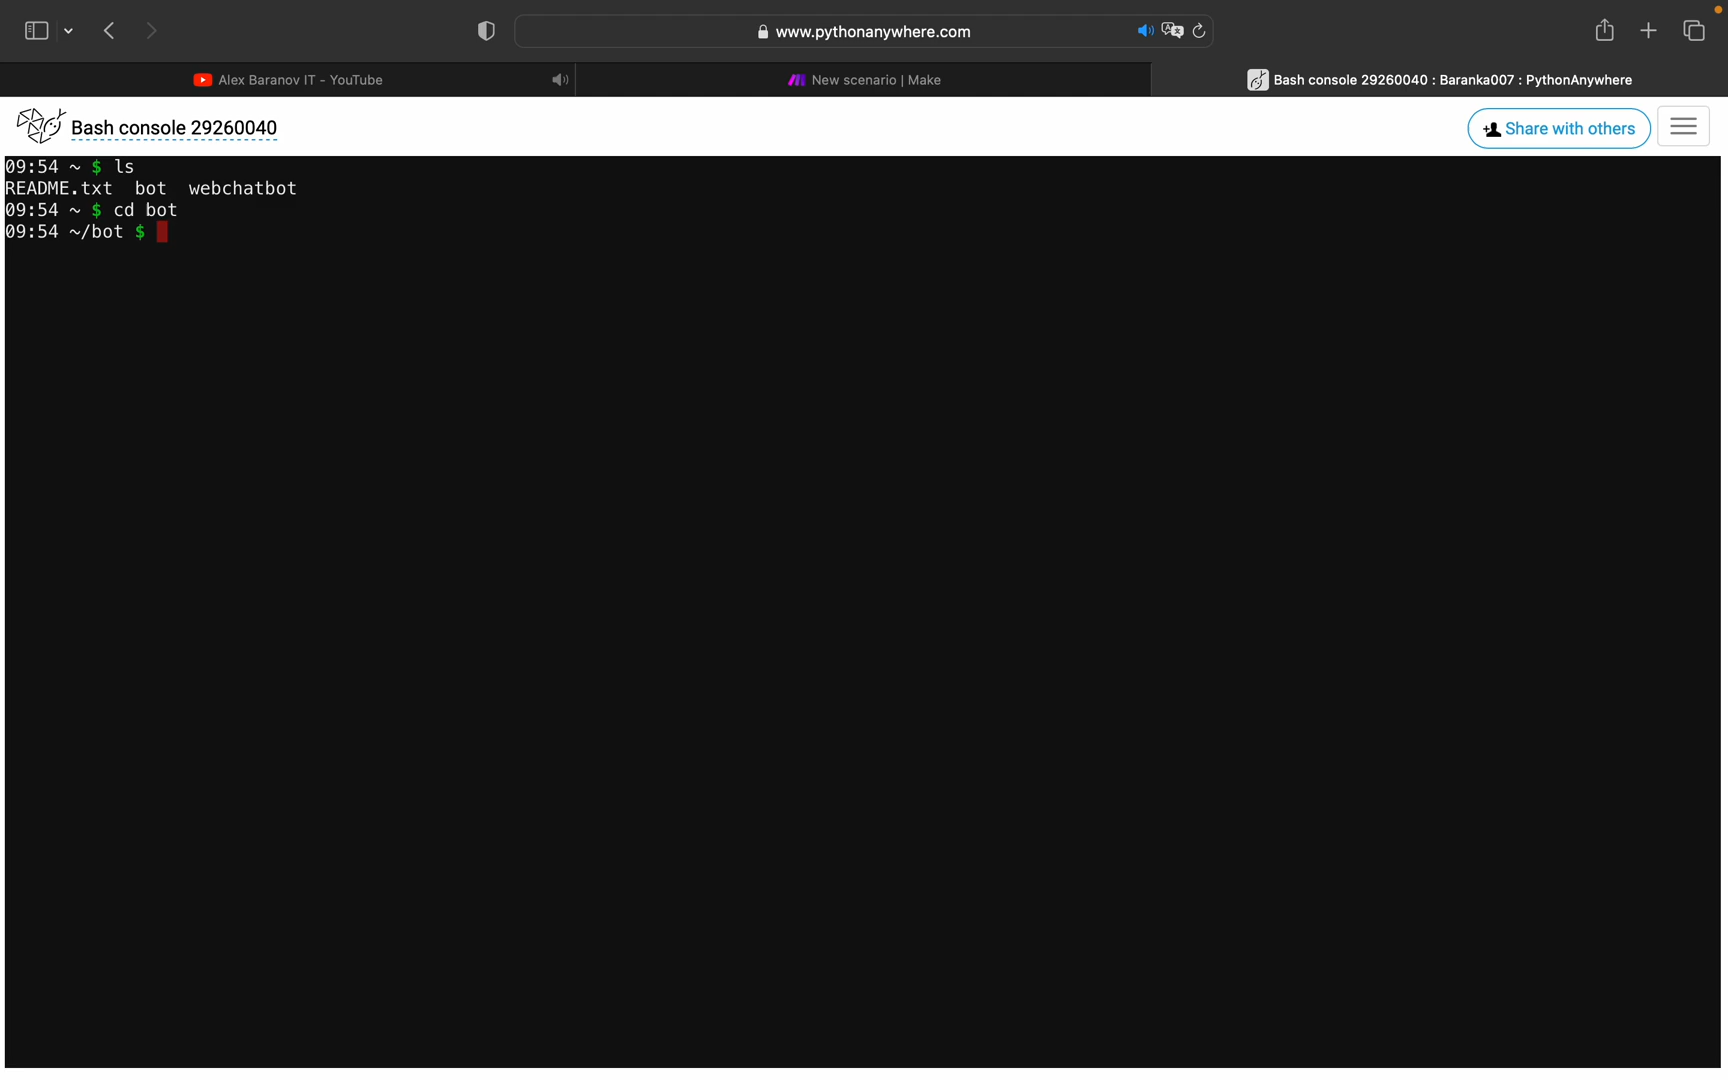 www.pythonanywhere.com
Alex Baranov IT - YouTube
New scenario | Make
Bash console 29260040 : Baranka007 : PythonAnywhere
Bash console 29260040
Share with others
09:54 ~ $ ls
README.txt  bot  webchatbot
09:54 ~ $ cd bot
09:54 ~/bot $